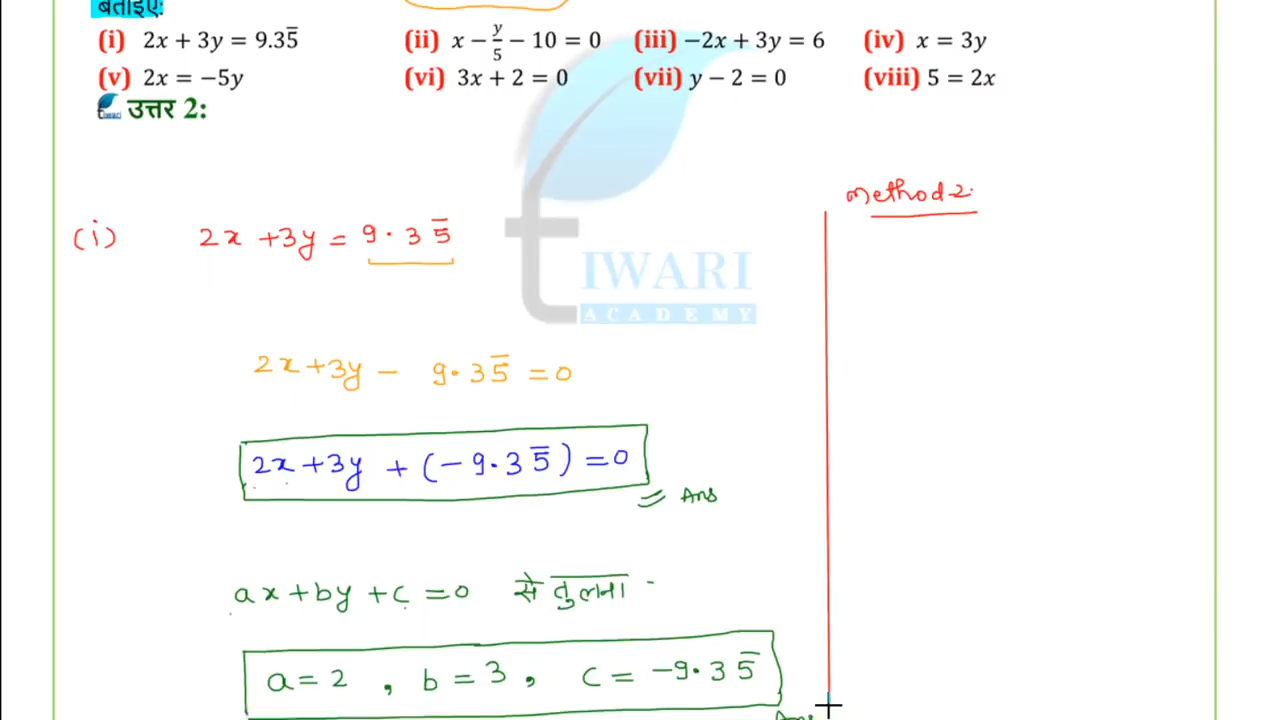 बताइएः
(i) 2x + 3y = 9.35̅ (ii) x − y/5 − 10 = 0 (iii) −2x + 3y = 6 (iv) x = 3y
(v) 2x = −5y (vi) 3x + 2 = 0 (vii) y − 2 = 0 (viii) 5 = 2x
उत्तर 2:
method 2.
(i) 2x + 3y = 9.35̅
TIWARI
ACADEMY
2x + 3y − 9.35̅ = 0
2x + 3y + (− 9.35̅) = 0
Ans
ax + by + c = 0 से तुलना
a = 2 , b = 3 , c = −9.35̅
Ans